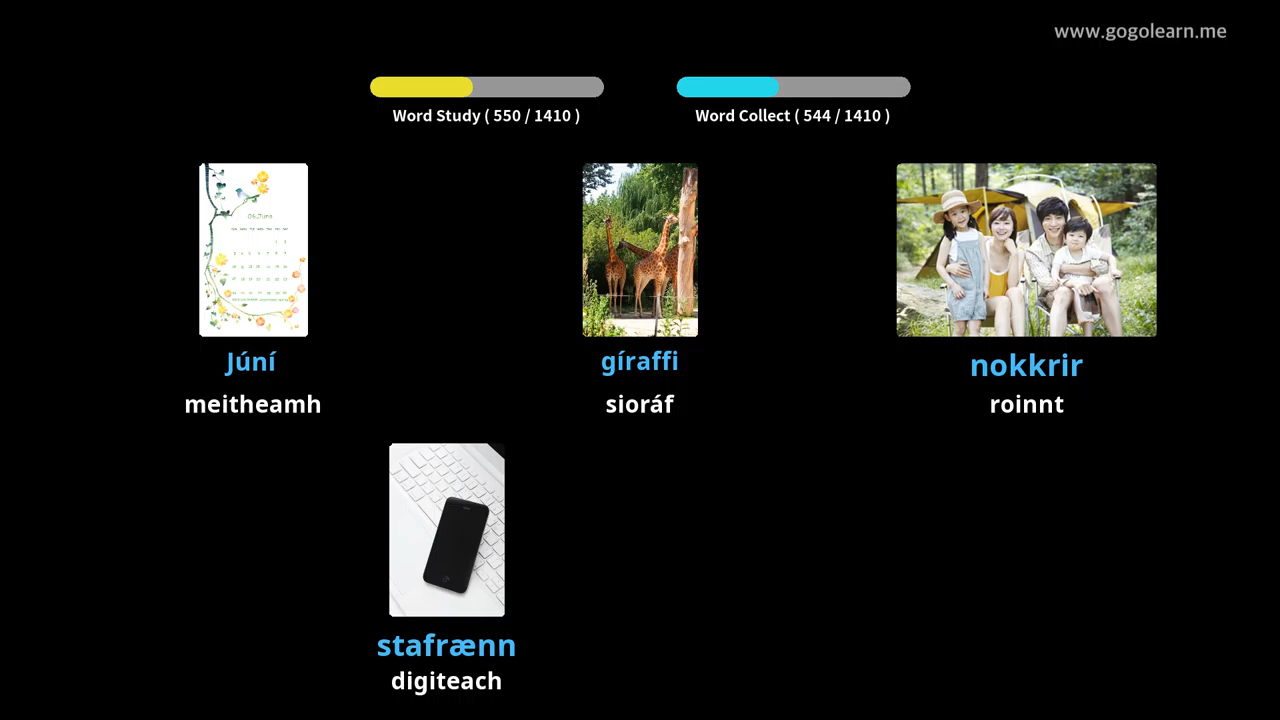 www.gogolearn.me
Word Study ( 550 / 1410 )
Word Collect ( 544 / 1410 )
Júní
gíraffi
nokkrir
meitheamh
sioráf
roinnt
stafrænn
digiteach